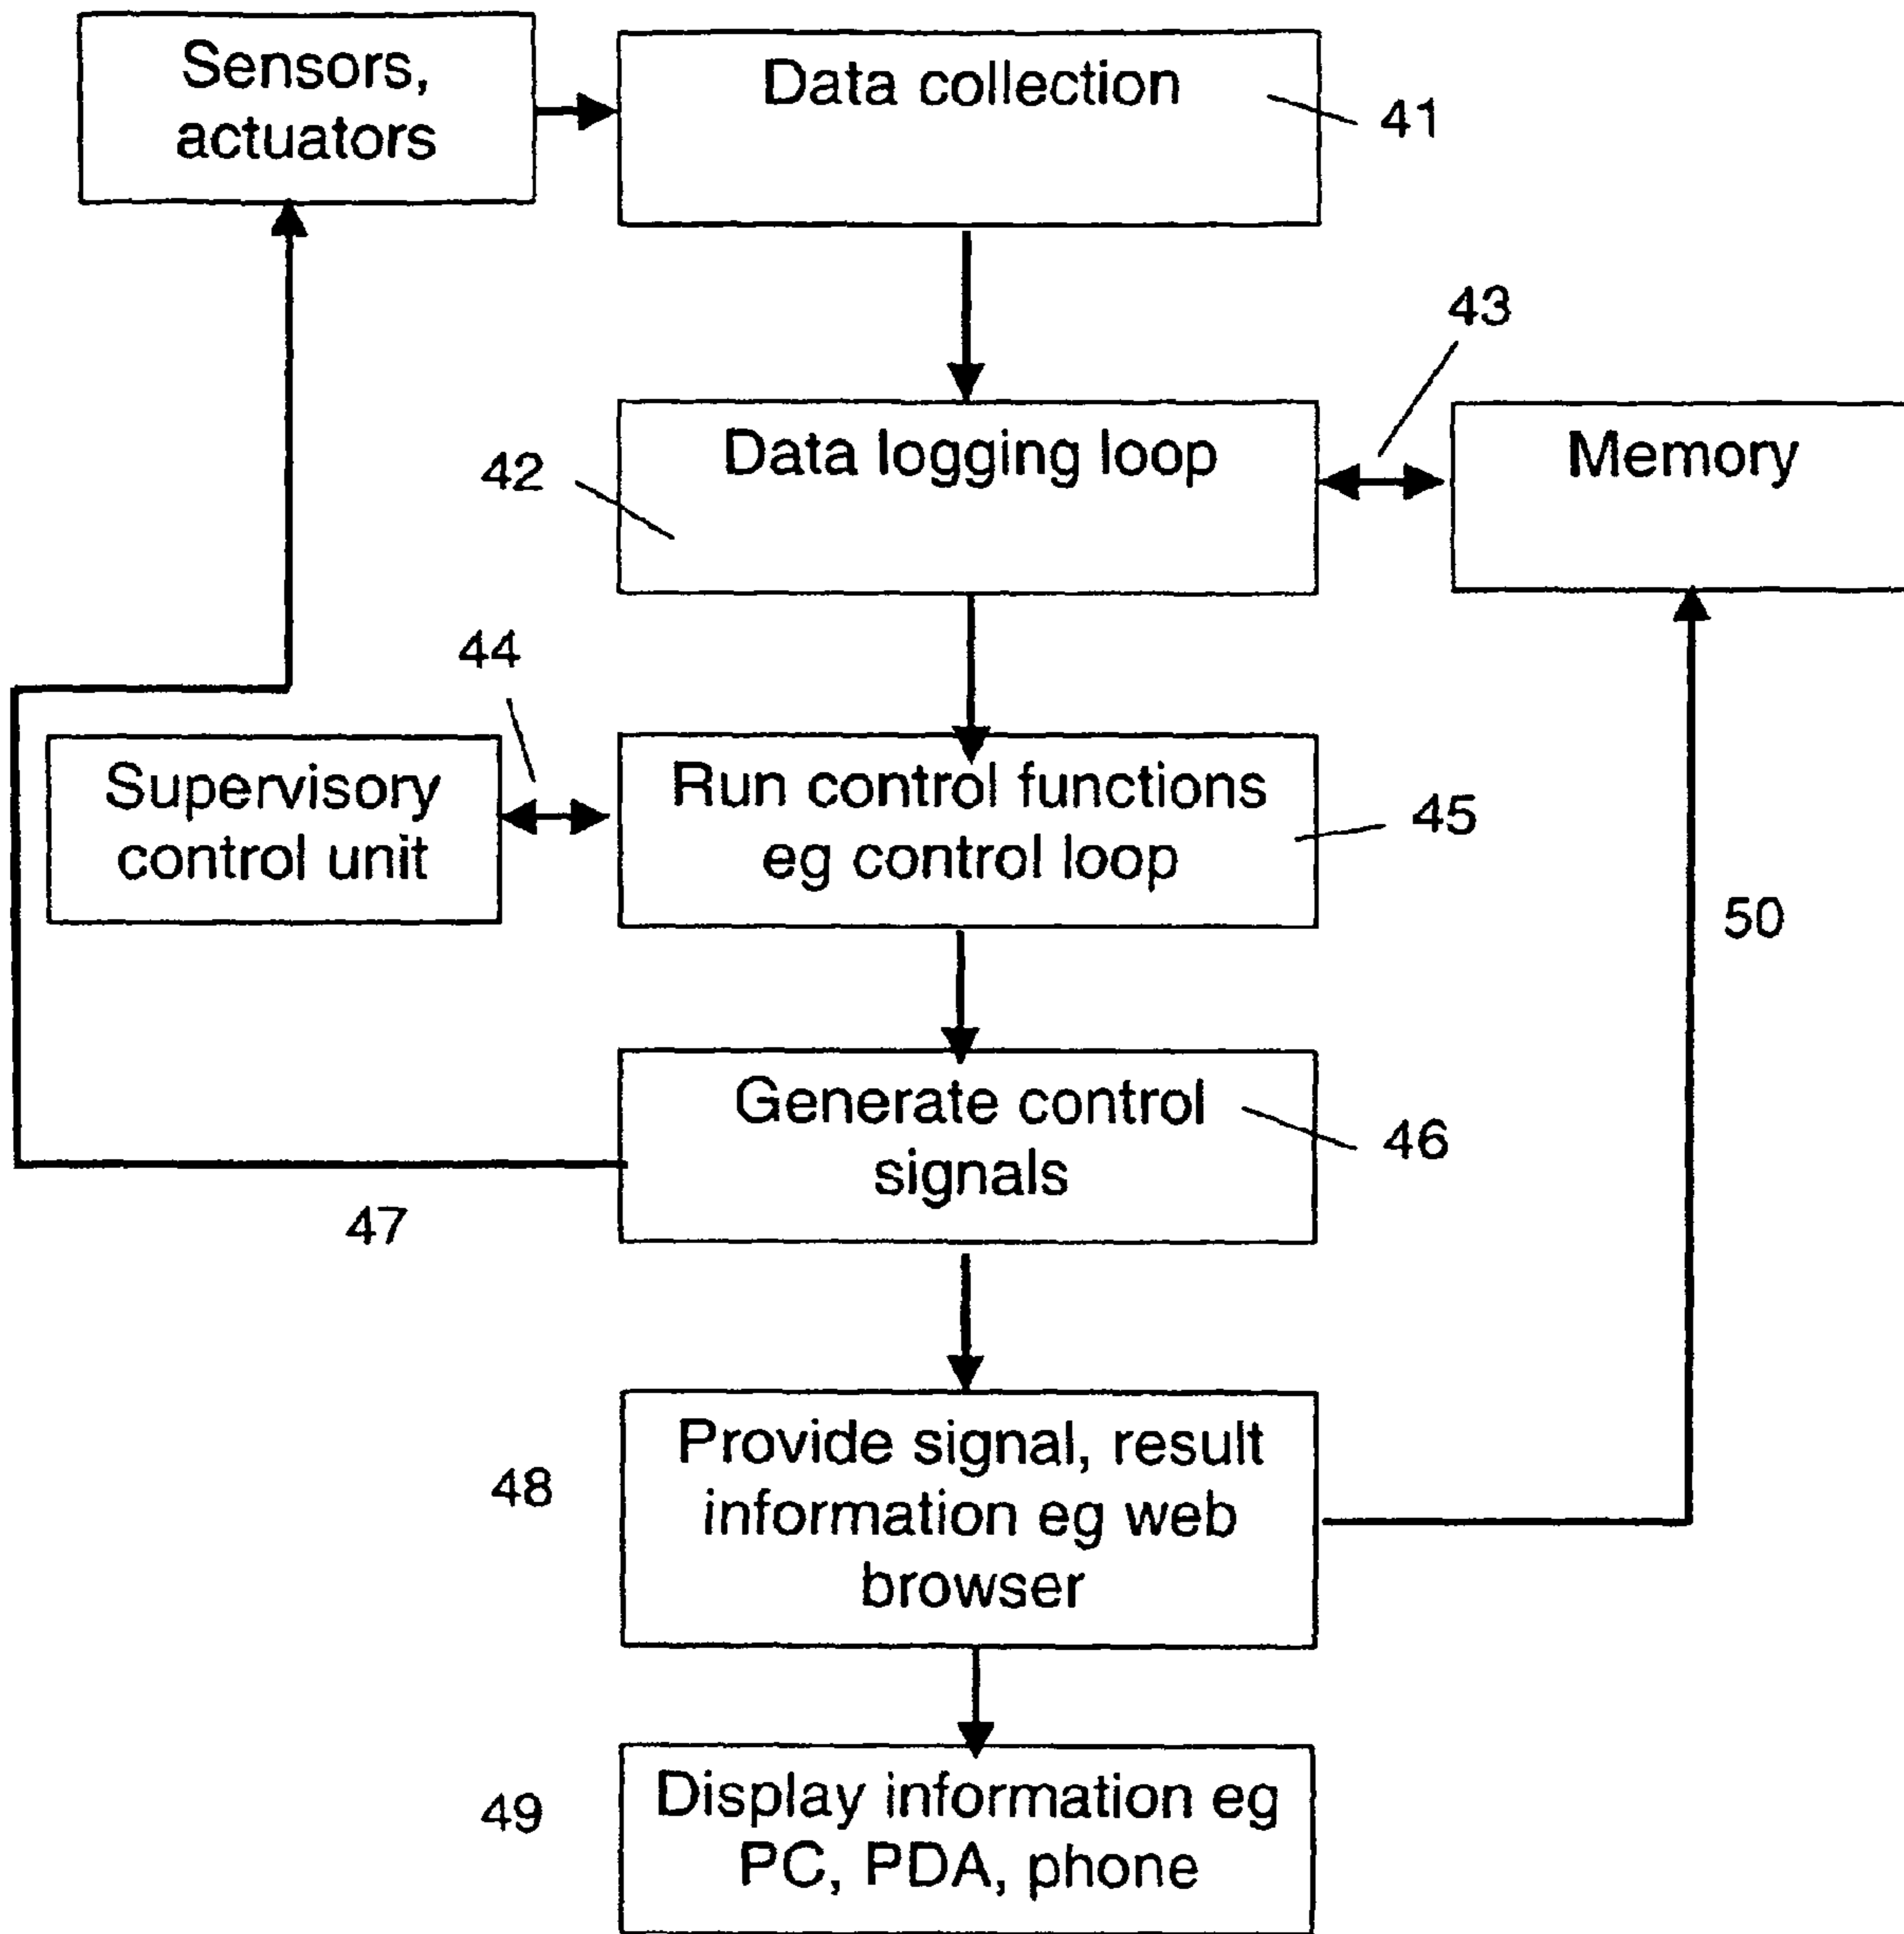 Sensors,
actuators
Data collection
41
43
42
Data logging loop
Memory
44
Supervisory
control unit
Run control functions
eg control loop
45
50
Generate control
signals
46
47
48
Provide signal, result
information eg web
browser
49
Display information eg
PC, PDA, phone